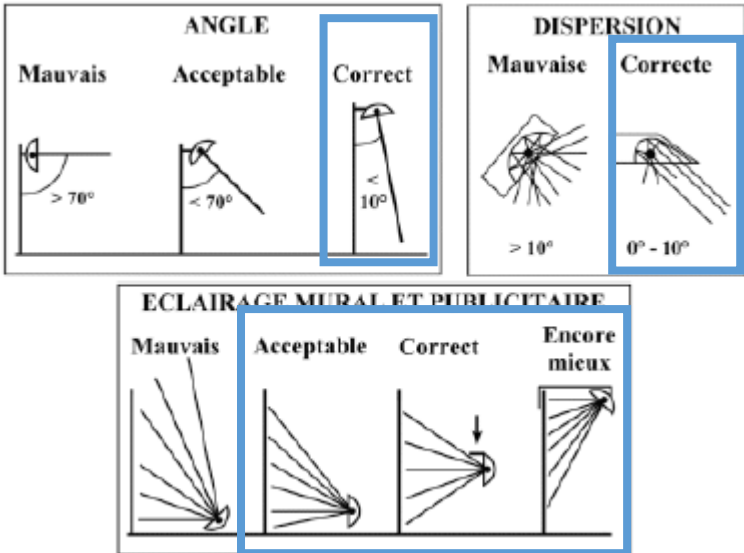 ANGLE
Mauvais Acceptable Correct
> 70°
< 70°
<
10°
DISPERSION
Mauvaise Correcte
> 10° 0° - 10°
ECLAIRAGE MURAL ET PUBLICITAIRE
Mauvais Acceptable Correct Encore
mieux